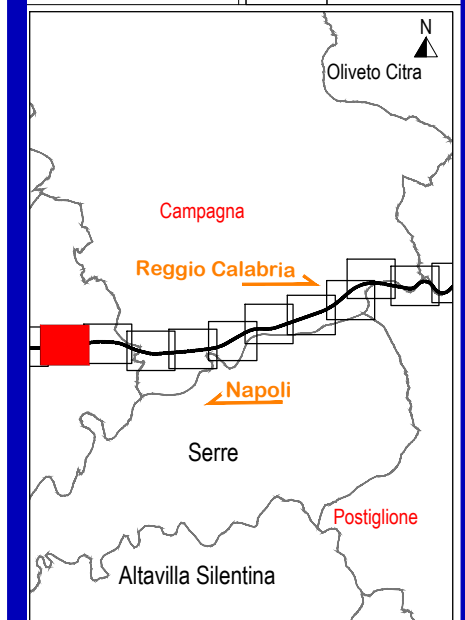 N
Oliveto Citra
Campagna
Reggio Calabria
Napoli
Serre
Postiglione
Altavilla Silentina